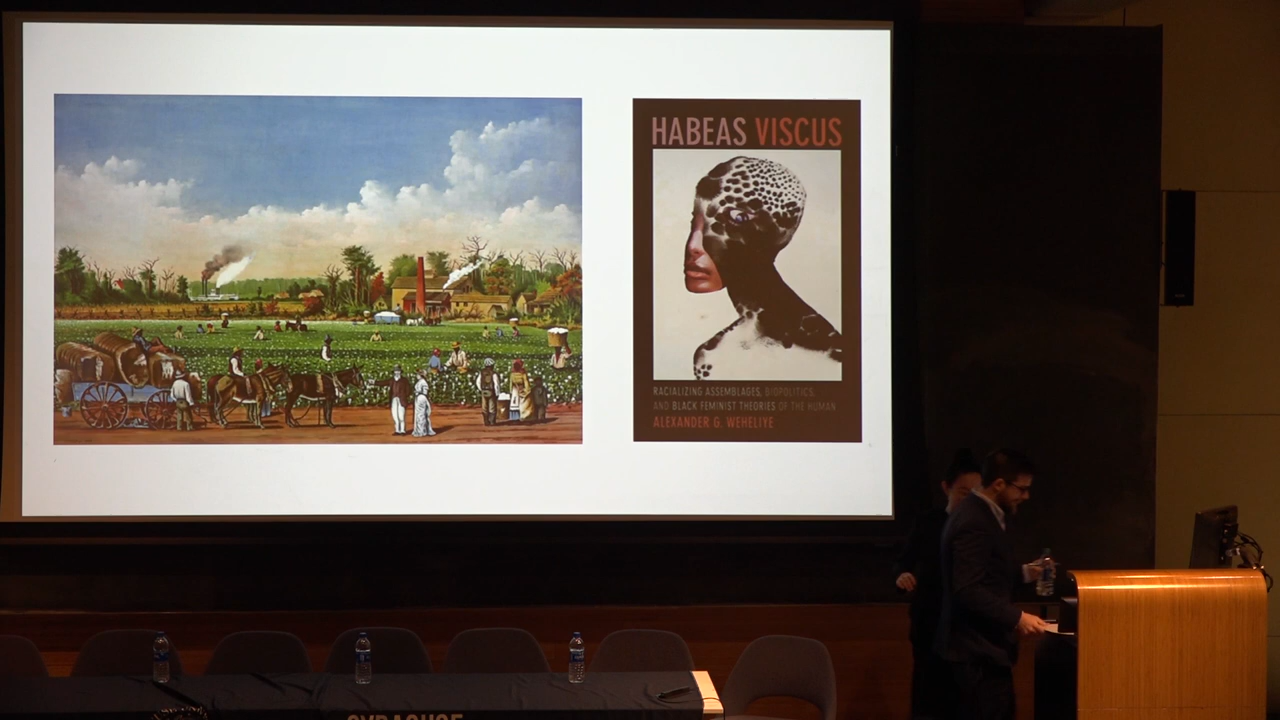 HABEAS VISCUS
RACIALIZING ASSEMBLAGES, BIOPOLITICS,
AND BLACK FEMINIST THEORIES OF THE HUMAN
ALEXANDER G. WEHELIYE
SYRACUSE